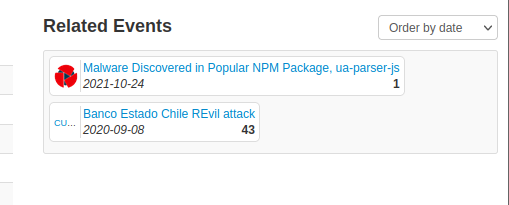 Related Events
Order by date
Malware Discovered in Popular NPM Package, ua-parser-js
2021-10-24 1
CU...
Banco Estado Chile REvil attack
2020-09-08 43